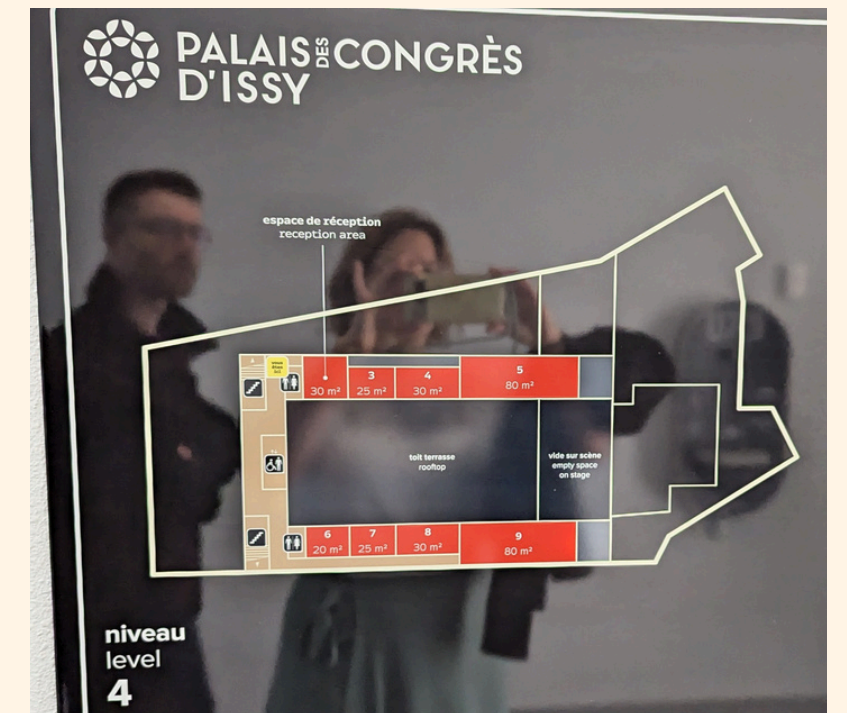 PALAIS DES CONGRÈS
D'ISSY
espace de réception
reception area
30 m²
3
25 m²
4
30 m²
5
80 m²
toit terrasse
rooftop
vide sur scène
empty space
on stage
6
20 m²
7
25 m²
8
30 m²
9
80 m²
niveau
level
4